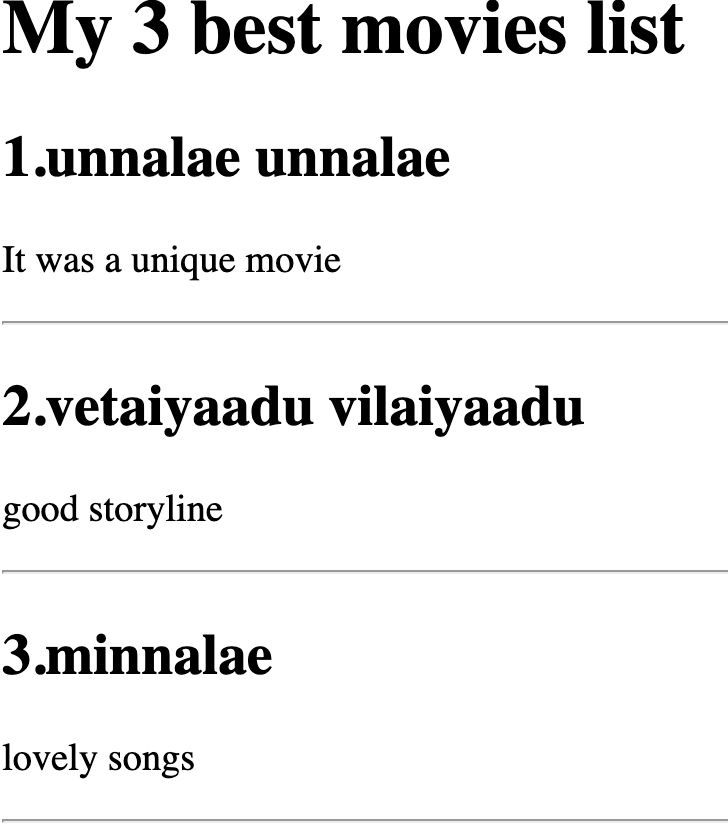 My 3 best movies list
1.unnalae unnalae
It was a unique movie
2.vetaiyaadu vilaiyaadu
good storyline
3.minnalae
lovely songs